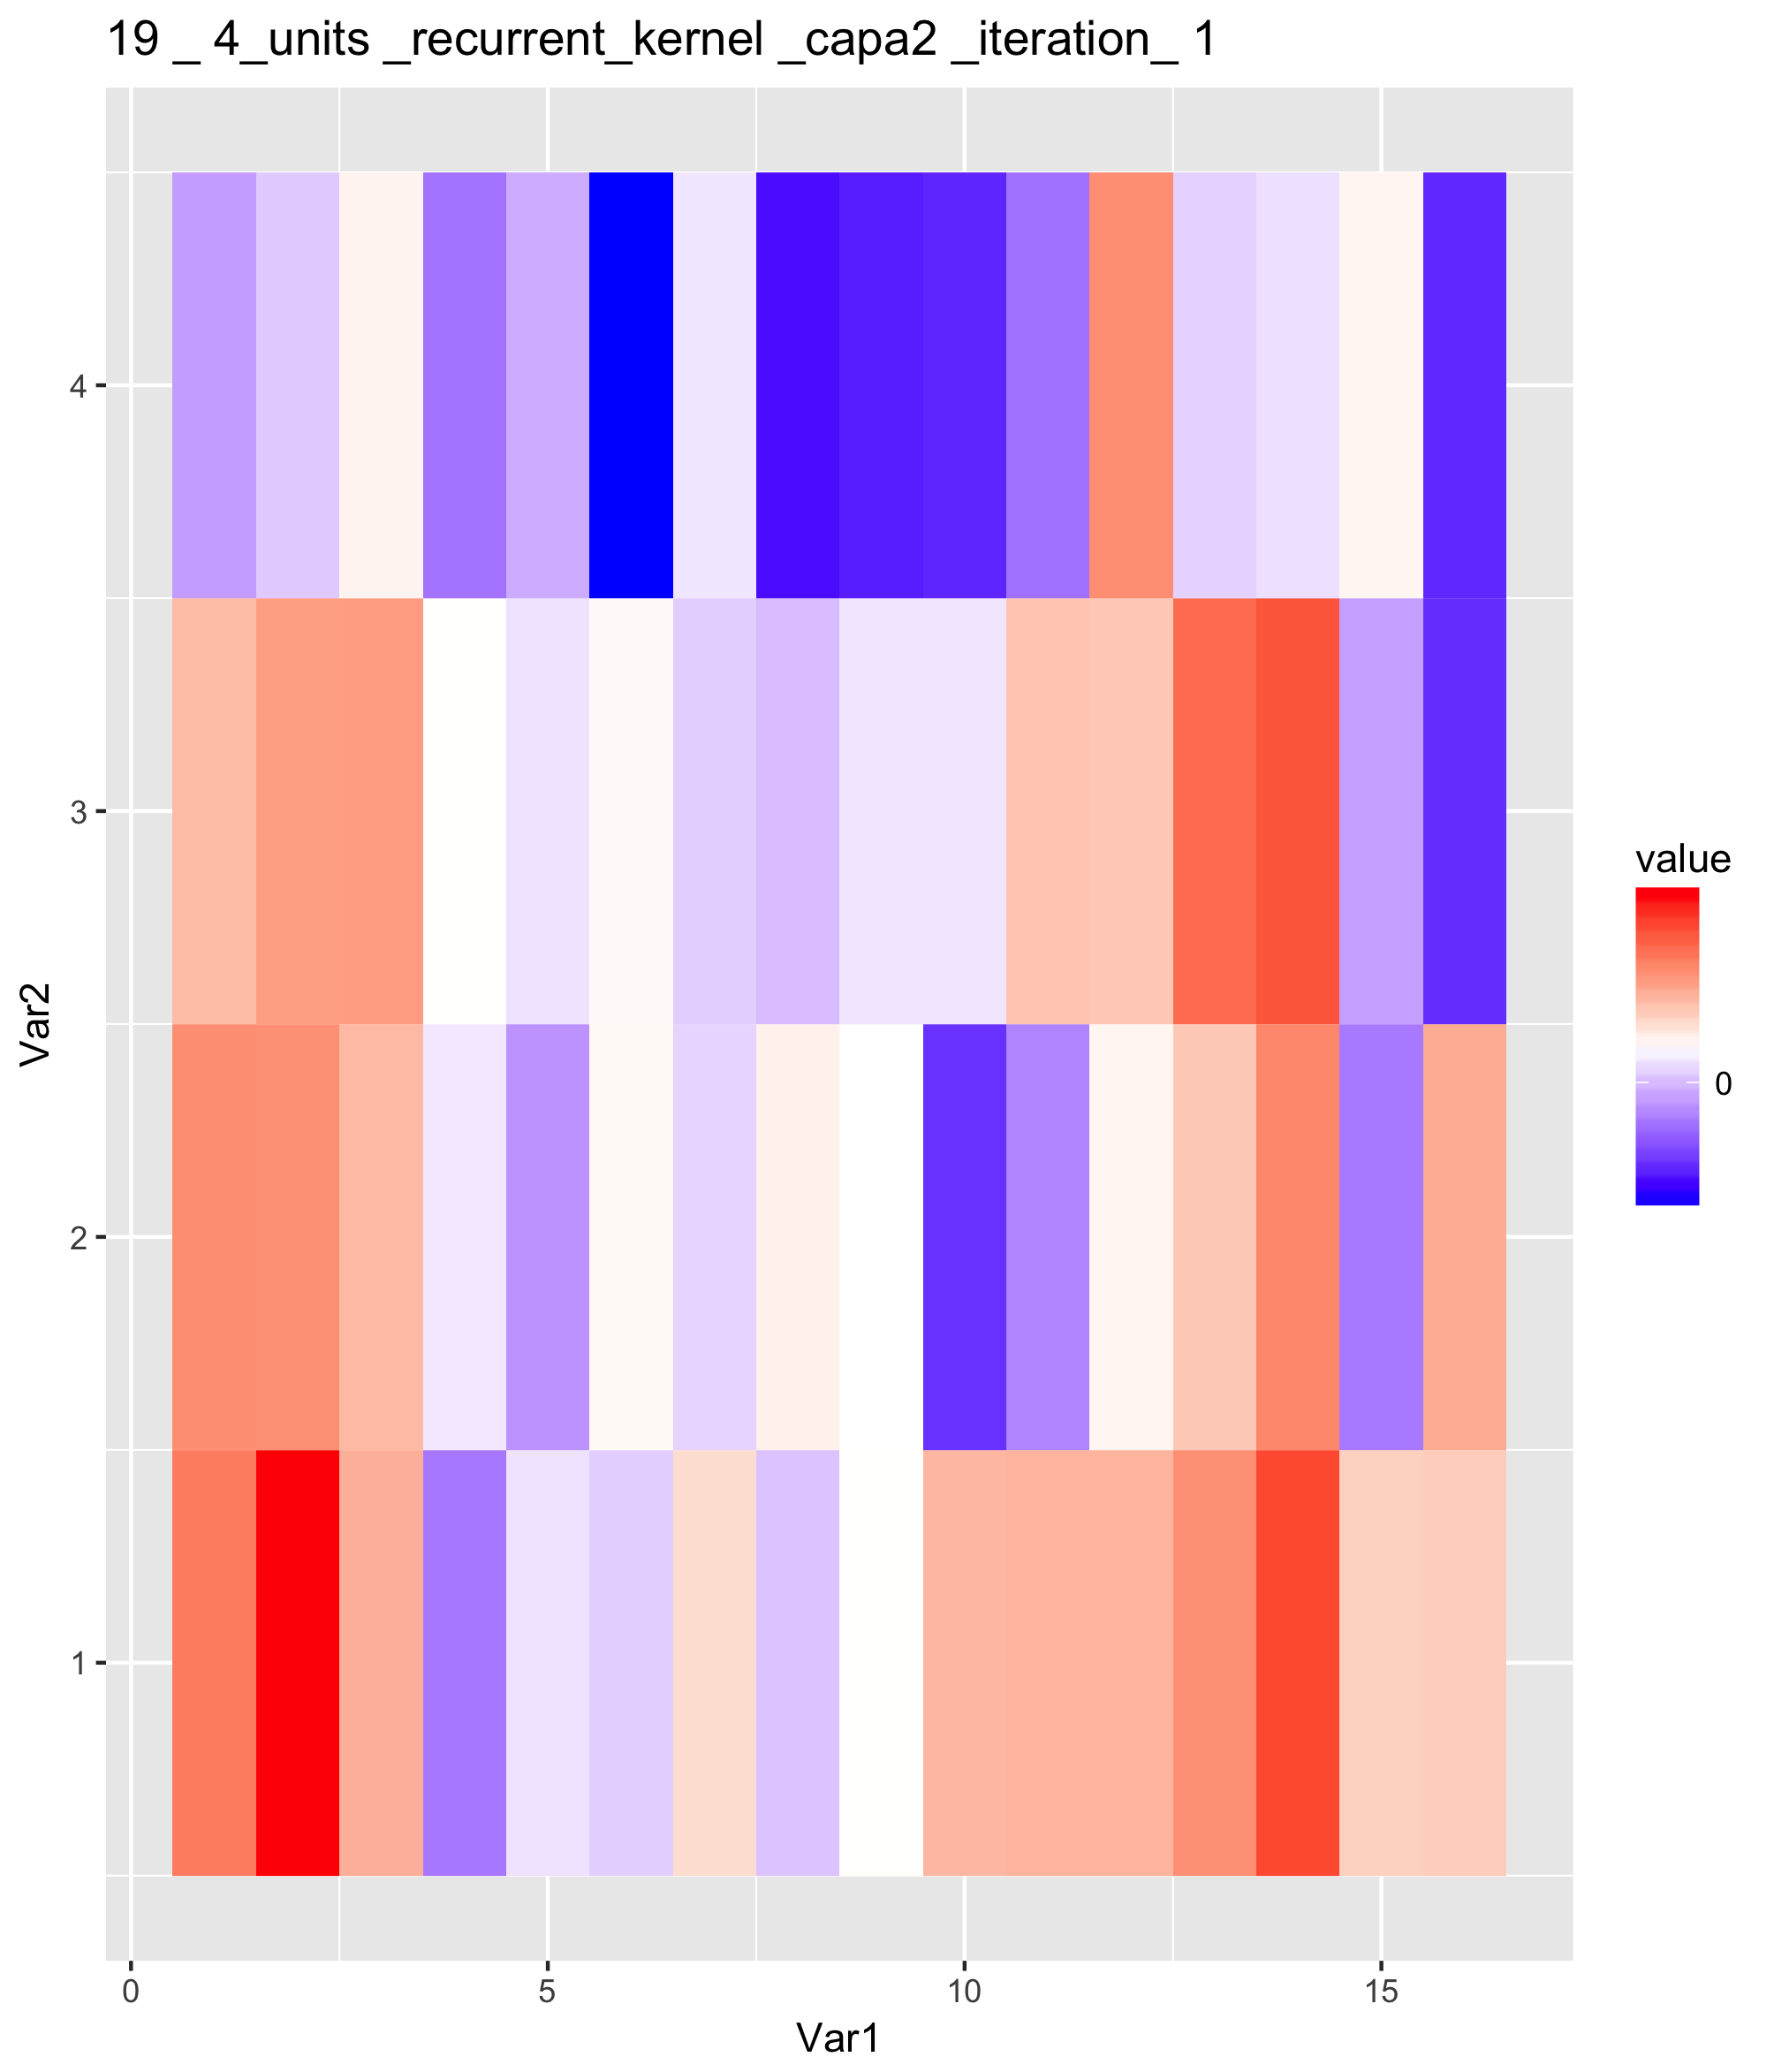 19 _ 4_units _recurrent_kernel _capa2 _iteration_ 1
4
3
2
1
Var2
0
5
10
15
Var1
value
0